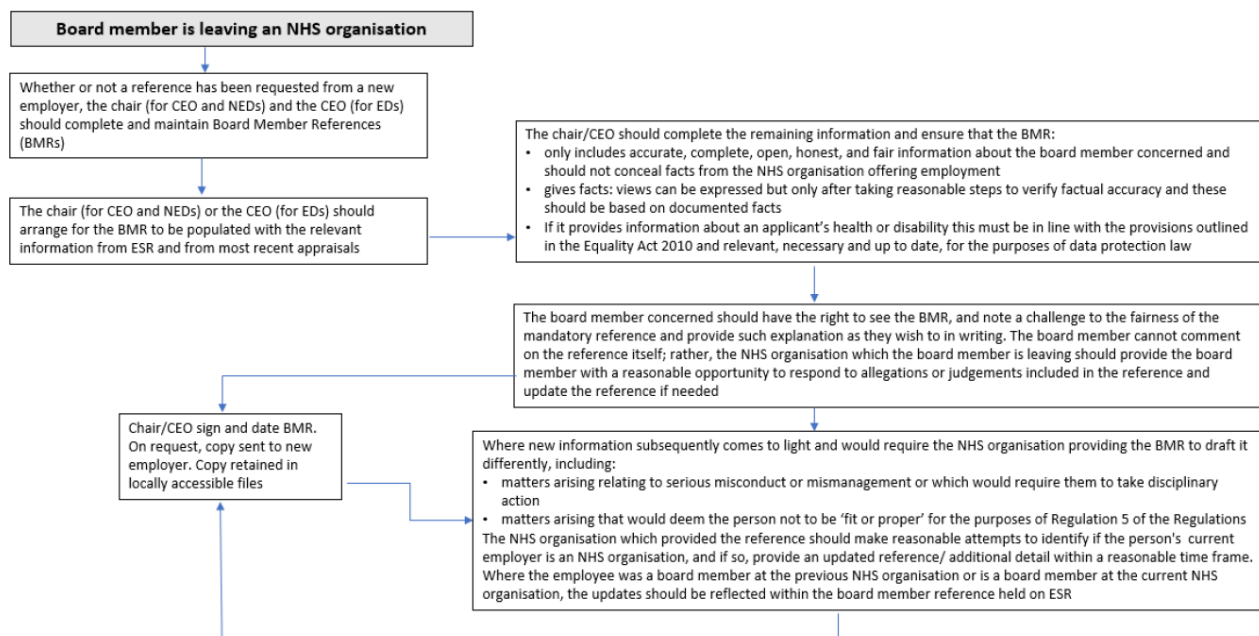 Board member is leaving an NHS organisation
Whether or not a reference has been requested from a new
employer, the chair (for CEO and NEDs) and the CEO (for EDs)
should complete and maintain Board Member References
(BMRs)
The chair (for CEO and NEDs) or the CEO (for EDs) should
arrange for the BMR to be populated with the relevant
information from ESR and from most recent appraisals
The chair/CEO should complete the remaining information and ensure that the BMR:
• only includes accurate, complete, open, honest, and fair information about the board member concerned and
should not conceal facts from the NHS organisation offering employment
• gives facts: views can be expressed but only after taking reasonable steps to verify factual accuracy and these
should be based on documented facts
• If it provides information about an applicant's health or disability this must be in line with the provisions outlined
in the Equality Act 2010 and relevant, necessary and up to date, for the purposes of data protection law
The board member concerned should have the right to see the BMR, and note a challenge to the fairness of the
mandatory reference and provide such explanation as they wish to in writing. The board member cannot comment
on the reference itself; rather, the NHS organisation which the board member is leaving should provide the board
member with a reasonable opportunity to respond to allegations or judgements included in the reference and
update the reference if needed
Chair/CEO sign and date BMR.
On request, copy sent to new
employer. Copy retained in
locally accessible files
Where new information subsequently comes to light and would require the NHS organisation providing the BMR to draft it
differently, including:
• matters arising relating to serious misconduct or mismanagement or which would require them to take disciplinary
action
• matters arising that would deem the person not to be 'fit or proper' for the purposes of Regulation 5 of the Regulations
The NHS organisation which provided the reference should make reasonable attempts to identify if the person's current
employer is an NHS organisation, and if so, provide an updated reference/ additional detail within a reasonable time frame.
Where the employee was a board member at the previous NHS organisation or is a board member at the current NHS
organisation, the updates should be reflected within the board member reference held on ESR